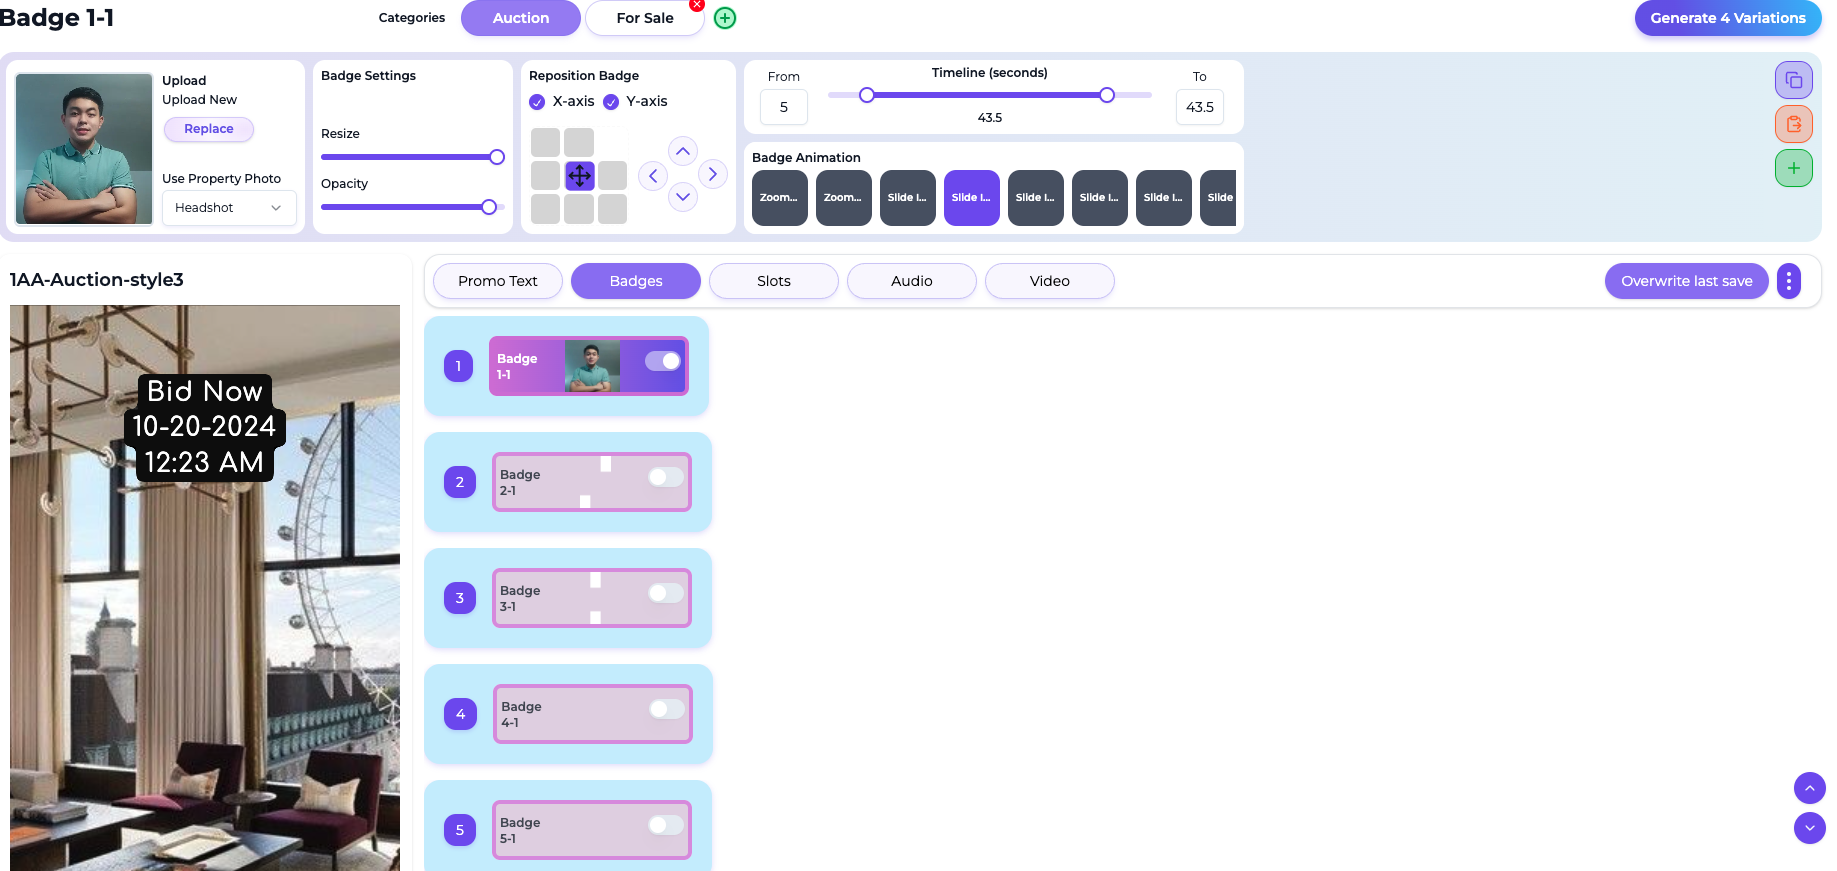 Badge 1-1
Categories
Auction
For Sale
Generate 4 Variations
Upload
Upload New
Replace
Use Property Photo
Headshot
Badge Settings
Resize
Opacity
Reposition Badge
X-axis
Y-axis
From
5
Timeline (seconds)
43.5
To
43.5
Badge Animation
Zoom...
Zoom...
Slide I...
Slide I...
Slide I...
Slide I...
Slide I...
Slide
1AA-Auction-style3
Bid Now
10-20-2024
12:23 AM
Promo Text
Badges
Slots
Audio
Video
Overwrite last save
1
Badge
1-1
2
Badge
2-1
3
Badge
3-1
4
Badge
4-1
5
Badge
5-1